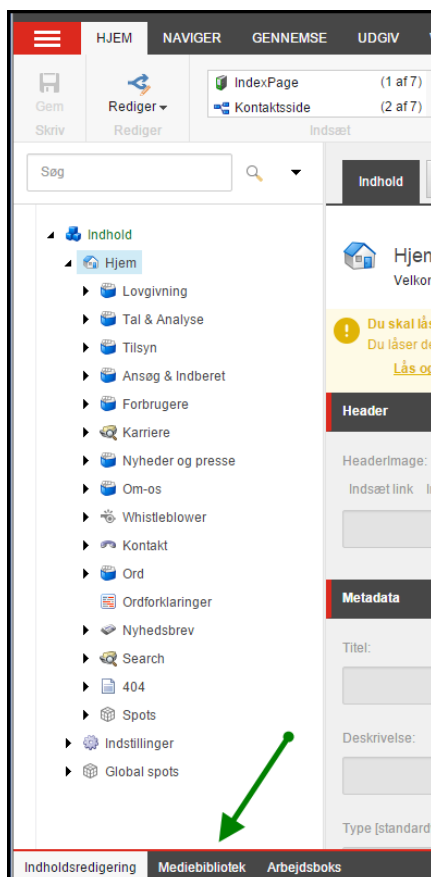 HJEM NAVIGER GENNEMSE UDGIV
Gem
Rediger
IndexPage (1 af 7)
Kontaktsside (2 af 7)
Skriv Rediger Indsæt
Søg
Indhold
Indhold
Hjem
Lovgivning
Tal & Analyse
Tilsyn
Ansøg & Indberet
Forbrugere
Karriere
Nyheder og presse
Om-os
Whistleblower
Kontakt
Ord
Ordforklaringer
Nyhedsbrev
Search
404
Spots
Indstillinger
Global spots
Hjem
Velkom
Du skal lås
Du låser de
Lås og
Header
HeaderImage:
Indsæt link
Metadata
Titel:
Deskrivelse:
Type [standard
Indholdsredigering Mediebibliotek Arbejdsboks